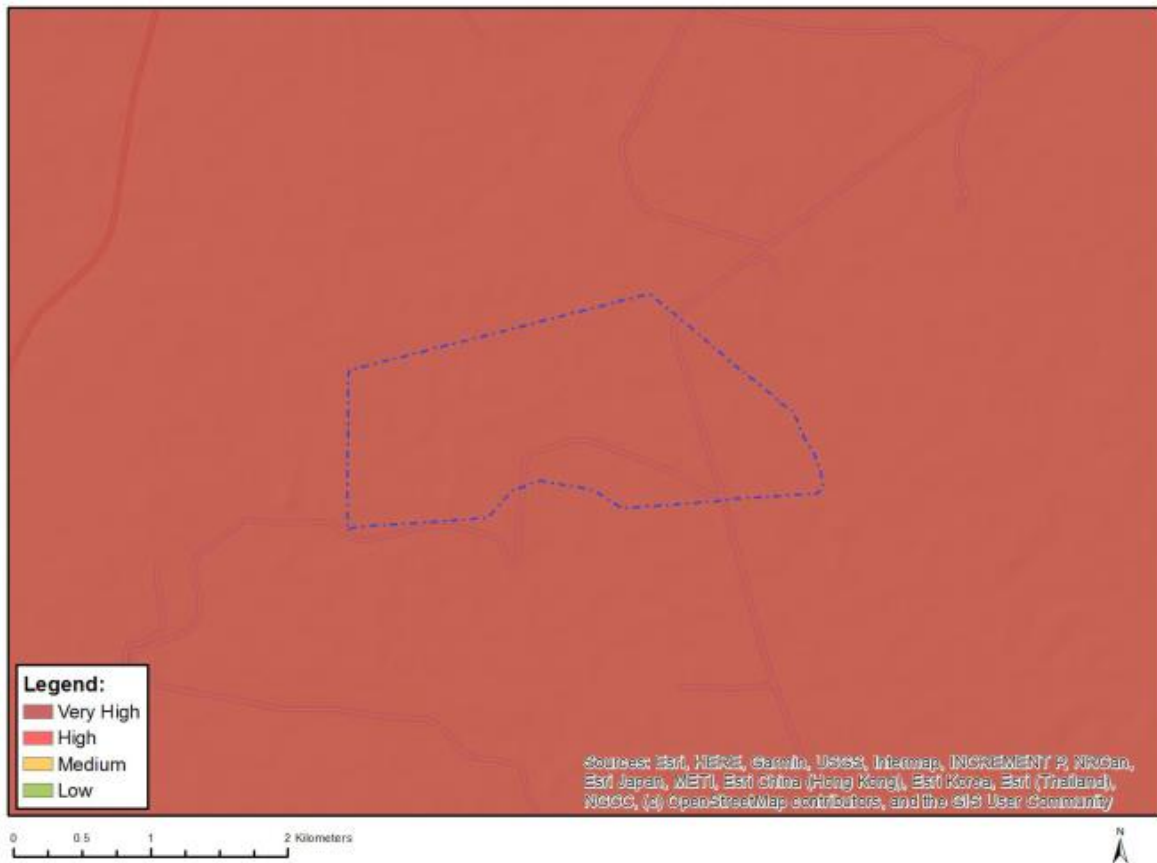 Legend:
Very High
High
Medium
Low
Sources: Esri, HERE, Garmin, USGS, Intermap, INCREMENT P, NRCan,
Esri Japan, METI, Esri China (Hong Kong), Esri Korea, Esri (Thailand),
NGCC, (c) OpenStreetMap contributors, and the GIS User Community
0 0.5 1 2 Kilometers
N